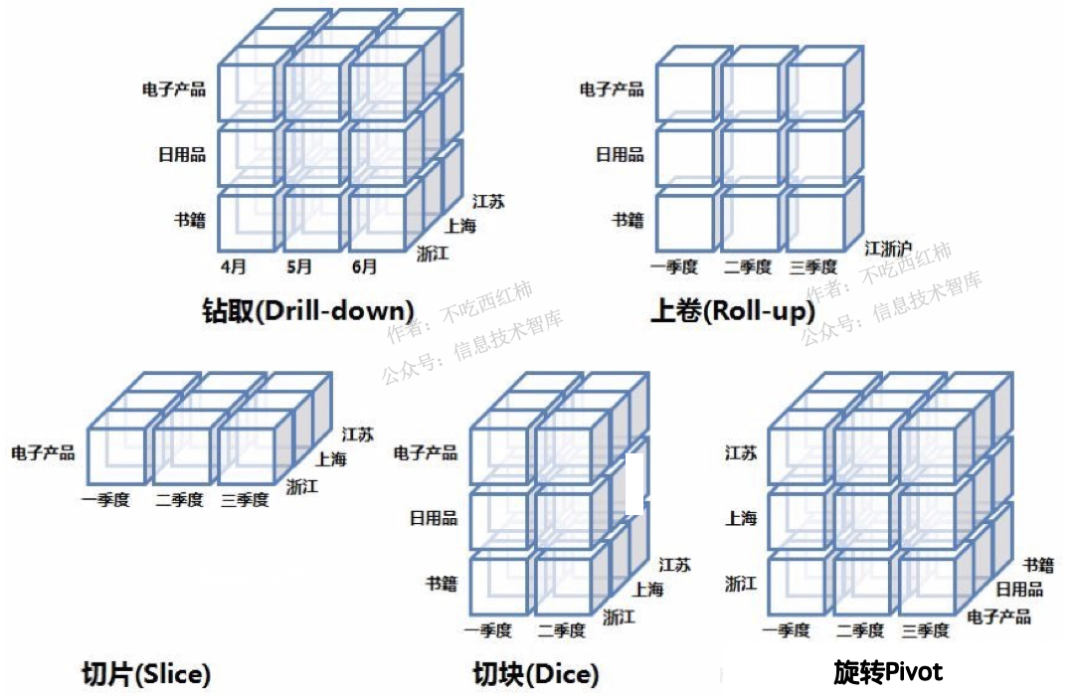 电子产品
日用品
书籍
4月 5月 6月
浙江
上海
江苏
钻取(Drill-down)
电子产品
日用品
书籍
一季度 二季度 三季度
江浙沪
上卷(Roll-up)
作者：不吃西红柿
公众号：信息技术智库
作者：不吃西红柿
公众号：信息技术智库
电子产品
一季度 二季度 三季度
浙江
上海
江苏
切片(Slice)
电子产品
日用品
书籍
一季度 二季度
浙江
上海
江苏
切块(Dice)
江苏
上海
浙江
一季度 二季度 三季度
电子产品
日用品
书籍
旋转Pivot